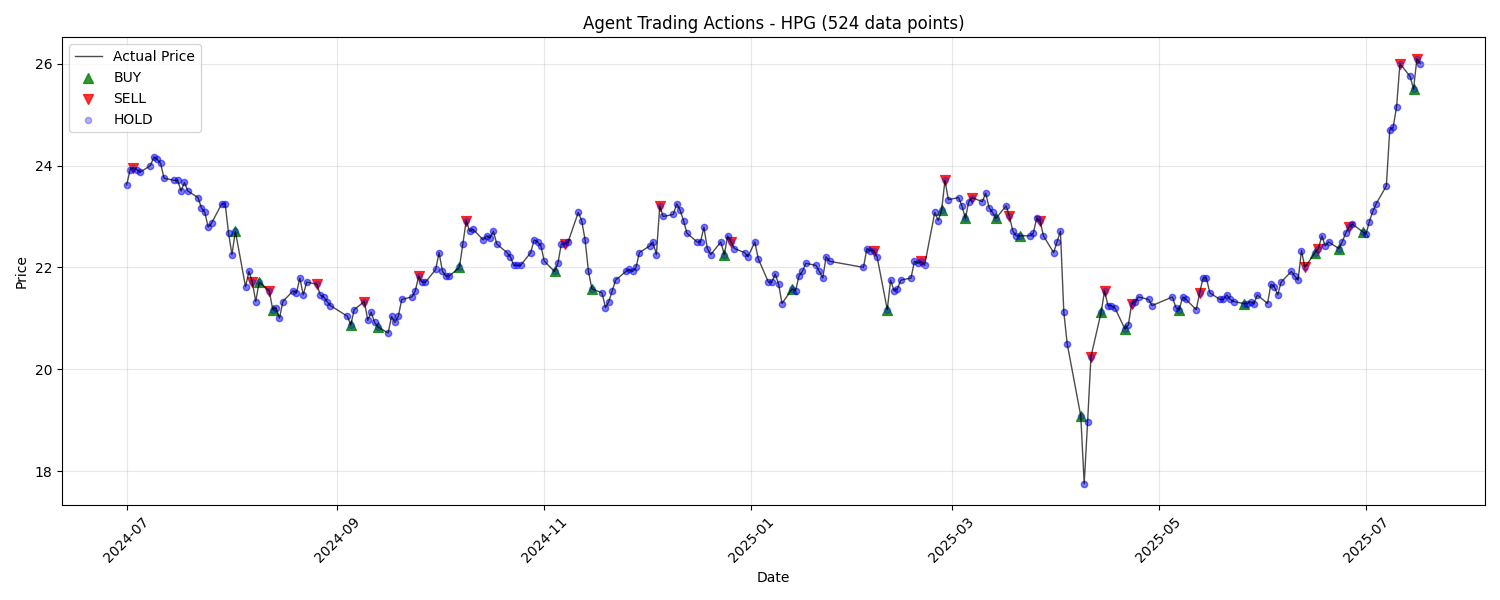 Agent Trading Actions - HPG (524 data points)
Actual Price
BUY
SELL
HOLD
26
24
22
20
18
Price
2024-07
2024-09
2024-11
2025-01
2025-03
2025-05
2025-07
Date